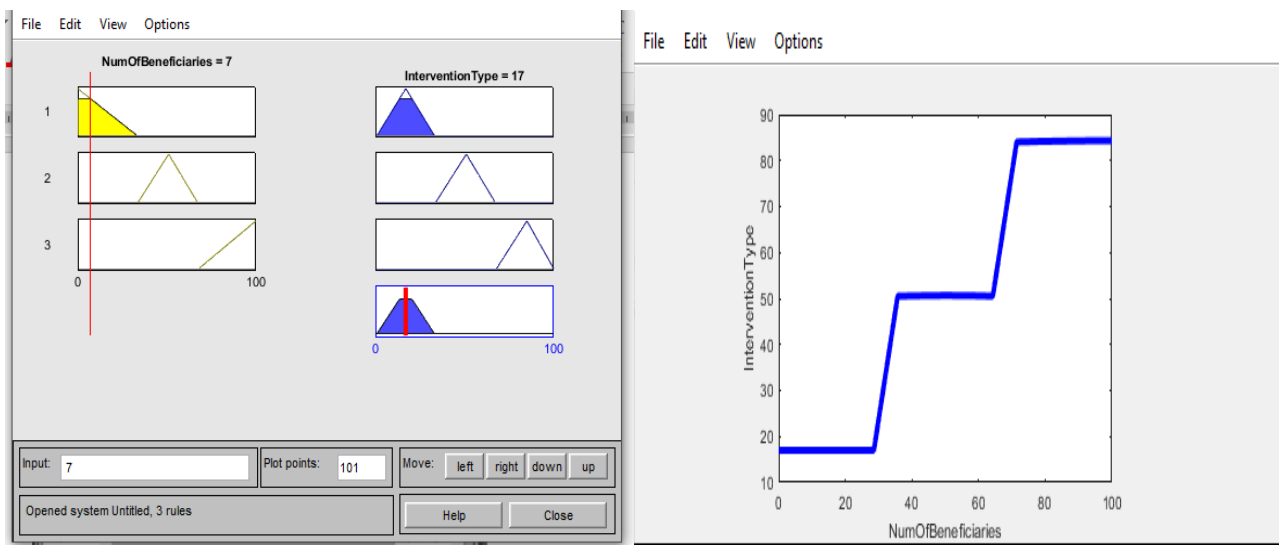 File Edit View Options
NumOfBeneficiaries = 7
InterventionType = 17
1
2
3
0 100
0 100
Input: 7
Plot points: 101
Move: left right down up
Opened system Untitled, 3 rules
Help Close
File Edit View Options
90
80
70
60
50
40
30
20
10
0 20 40 60 80 100
InterventionType
NumOfBeneficiaries